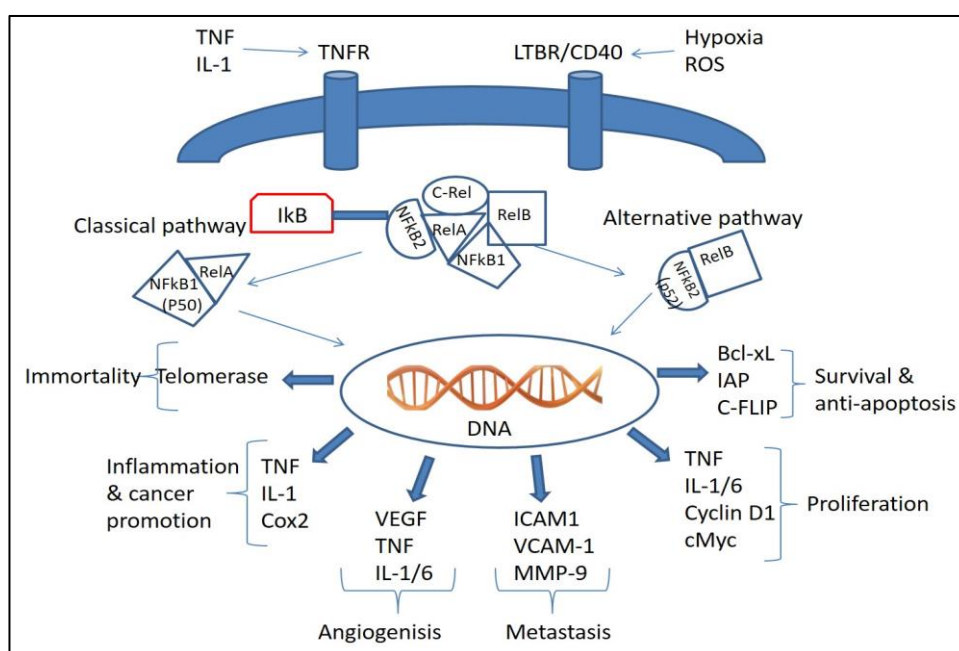 TNF
IL-1
TNFR
LTBR/CD40
Hypoxia
ROS
Classical pathway
IkB
NFkB2
C-Rel
RelA
RelB
NFkB1
Alternative pathway
RelA
NFkB1
(P50)
RelB
NFkB2
(p52)
Immortality
Telomerase
DNA
Bcl-xL
IAP
C-FLIP
Survival &
anti-apoptosis
Inflammation
& cancer
promotion
TNF
IL-1
Cox2
VEGF
TNF
IL-1/6
Angiogenisis
ICAM1
VCAM-1
MMP-9
Metastasis
TNF
IL-1/6
Cyclin D1
cMyc
Proliferation